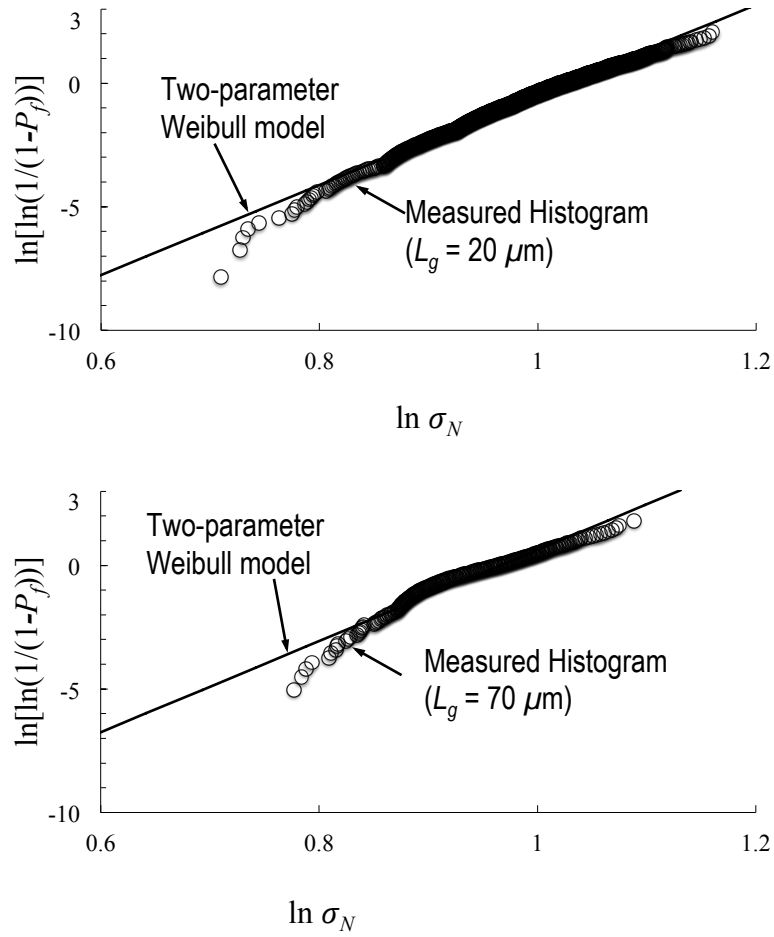 3
0
-5
-10
ln[ln(1/(1-P_f))]
Two-parameter
Weibull model
Measured Histogram
(L_g = 20 μm)
0.6 0.8 1 1.2
ln σ_N
3
0
-5
-10
ln[ln(1/(1-P_f))]
Two-parameter
Weibull model
Measured Histogram
(L_g = 70 μm)
0.6 0.8 1 1.2
ln σ_N